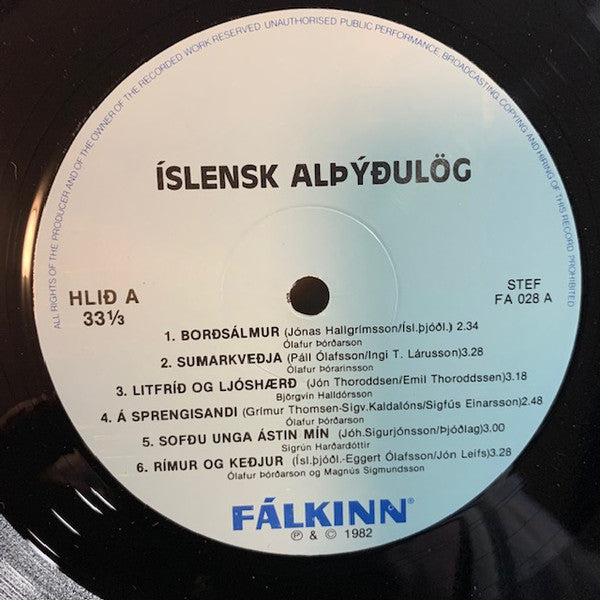 ALL RIGHTS OF THE PRODUCER AND OF THE OWNER OF THE RECORDED WORK RESERVED. UNAUTHORISED PUBLIC PERFORMANCE, BROADCASTING, COPYING AND HIRING OF THIS RECORD PROHIBITED
ÍSLENSK ALÞÝÐULÖG
HLIÐ A
33⅓
STEF
FA 028 A
1. BORÐSÁLMUR (Jónas Hallgrímsson/Ísl.þjóðl.) 2.34
Ólafur Þórðarson
2. SUMARKVEÐJA (Páll Ólafsson/Ingi T. Lárusson)3.28
Ólafur Þórarinsson
3. LITFRÍÐ OG LJÓSHÆRÐ (Jón Thoroddsen/Emil Thoroddssen)3.18
Björgvin Halldórsson
4. Á SPRENGISANDI (Grímur Thomsen-Sigv.Kaldalóns/Sigfús Einarsson)2.48
Ólafur Þórðarson
5. SOFÐU UNGA ÁSTIN MÍN (Jóh.Sigurjónsson/Þjóðlag)3.00
Sigrún Harðardóttir
6. RÍMUR OG KEÐJUR (Ísl.þjóðl.-Eggert Ólafsson/Jón Leifs)3.28
Ólafur Þórðarson og Magnús Sigmundsson
FÁLKINN®
℗ & © 1982